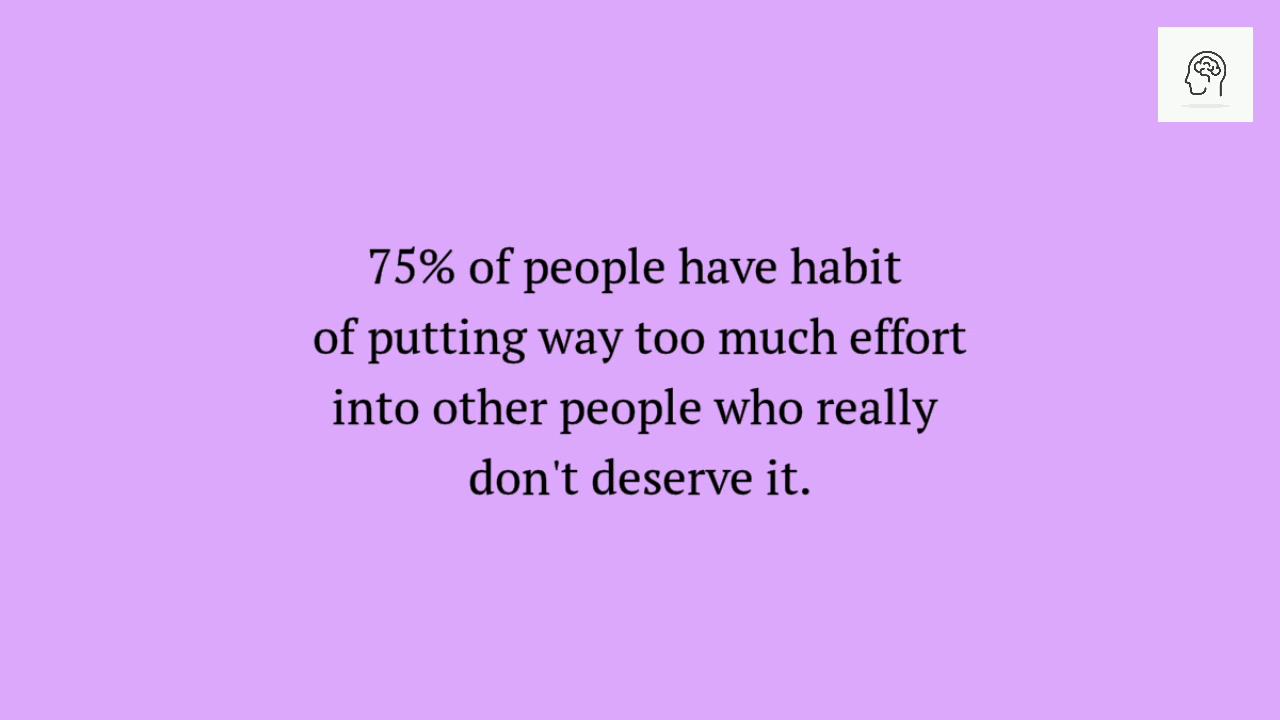 75% of people have habit
of putting way too much effort
into other people who really
don't deserve it.